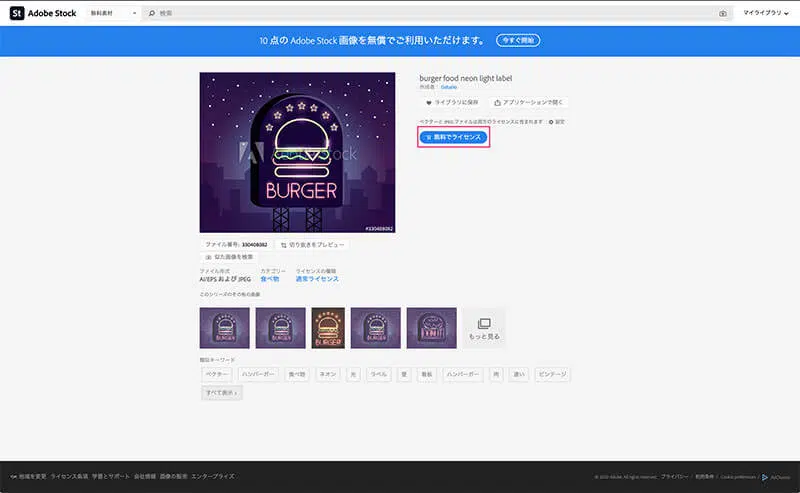 St Adobe Stock 無料素材 検索 マイライブラリ
10 点の Adobe Stock 画像を無償でご利用いただけます。 今すぐ開始
burger food neon light label
作成者：
ライブラリに保存 アプリケーションで開く
ベクターと JPEG ファイルは両方のライセンスに含まれます 設定
無料でライセンス
Adobe Stock
BURGER
#330408082
ファイル番号: 330408082 切り抜きをプレビュー
似た画像を検索
ファイル形式 カテゴリー ライセンスの種類
AI/EPS および JPEG 食べ物 通常ライセンス
このシリーズのその他の画像
BURGER BURGER BURGER BURGER
もっと見る
類似キーワード
ベクター ハンバーガー 食べ物 ネオン 光 ラベル 夜 看板 ハンバーガー 肉 速い ビンテージ
すべて表示 ›
地域を変更 ライセンス条項 学習とサポート 会社情報 画像の販売 エンタープライズ
© 2020 Adobe. All rights reserved. プライバシー / 利用条件 / Cookie preferences / AdChoices